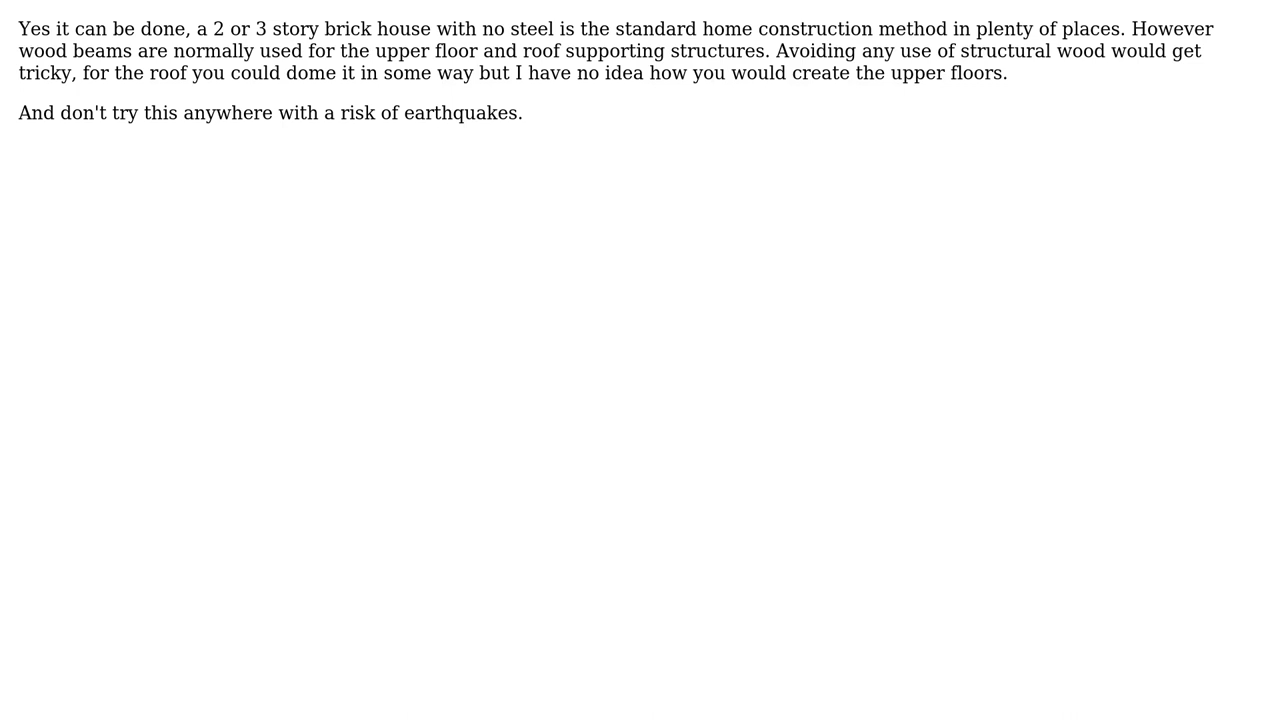 Yes it can be done, a 2 or 3 story brick house with no steel is the standard home construction method in plenty of places. However
wood beams are normally used for the upper floor and roof supporting structures. Avoiding any use of structural wood would get
tricky, for the roof you could dome it in some way but I have no idea how you would create the upper floors.
And don't try this anywhere with a risk of earthquakes.